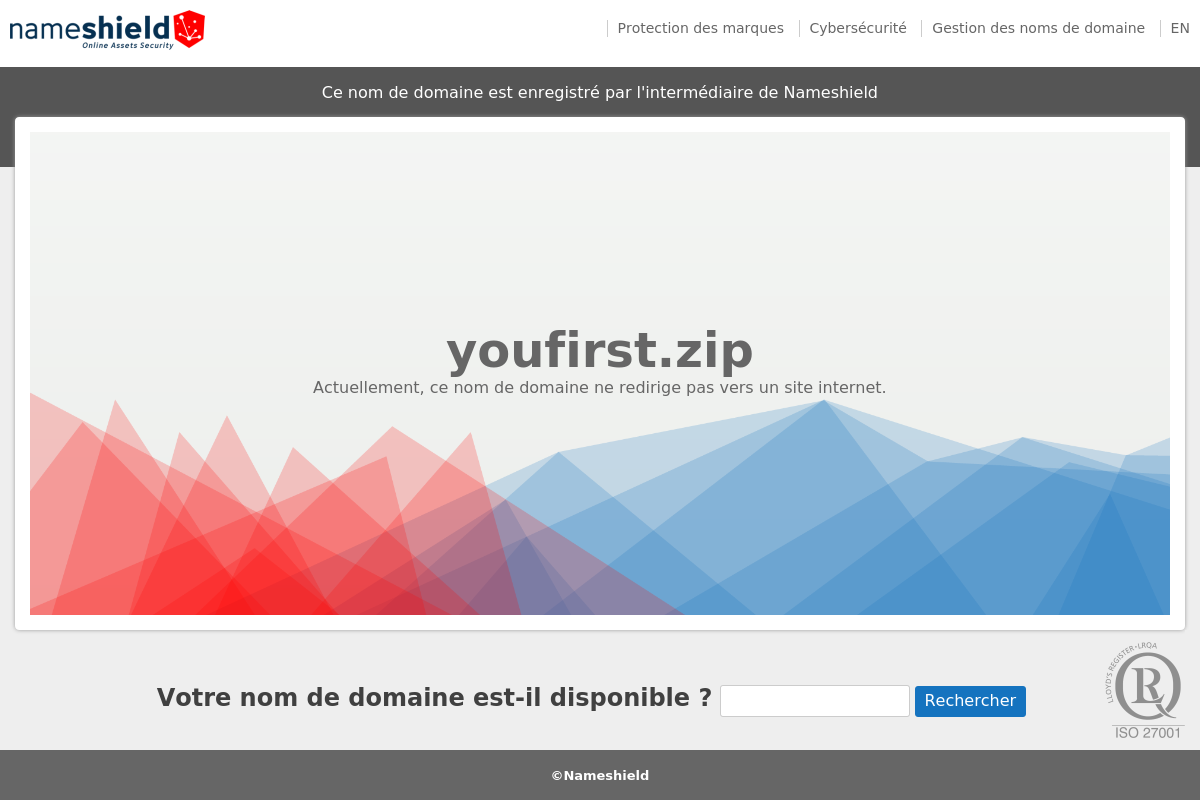 nameshield
Online Assets Security
Protection des marques
Cybersécurité
Gestion des noms de domaine
EN
Ce nom de domaine est enregistré par l'intermédiaire de Nameshield
youfirst.zip
Actuellement, ce nom de domaine ne redirige pas vers un site internet.
Votre nom de domaine est-il disponible ?
Rechercher
LLOYD'S REGISTER•LRQA
R
ISO 27001
©Nameshield